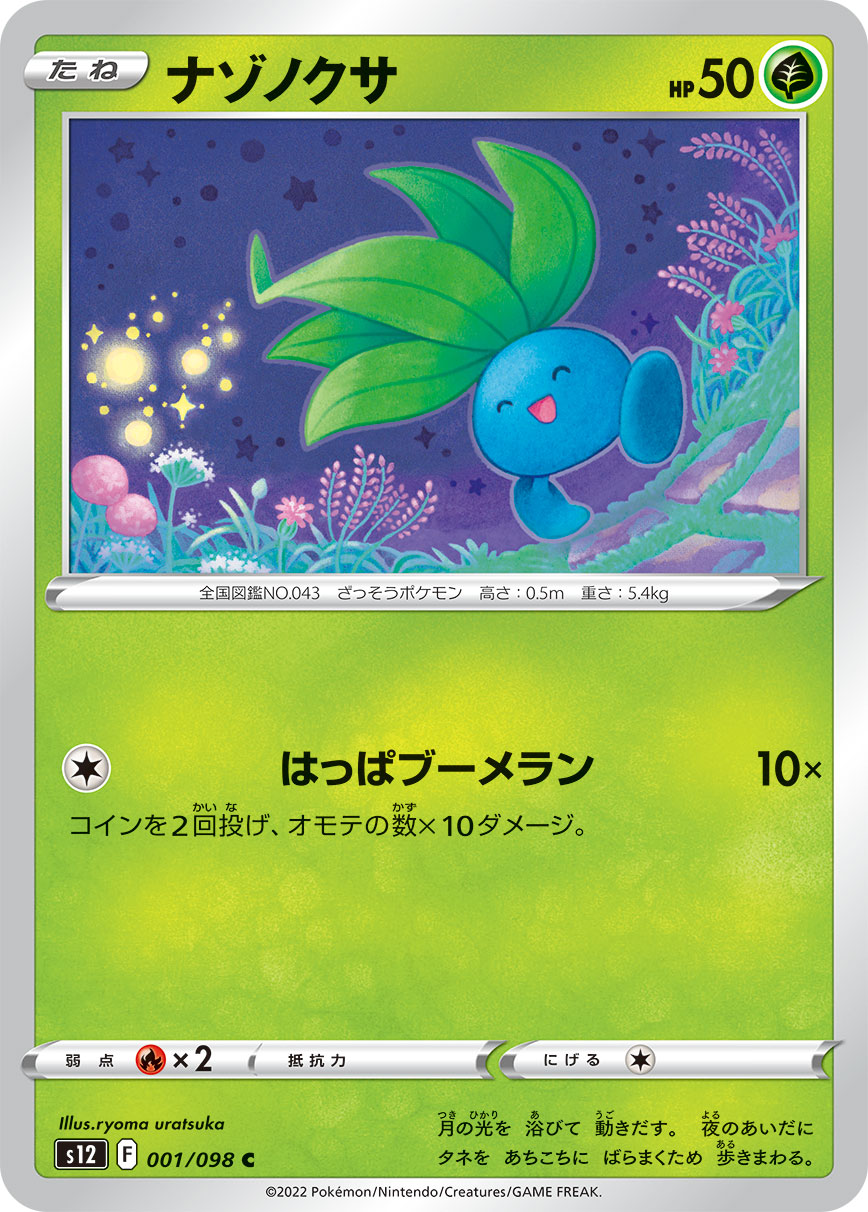 たね ナゾノクサ HP50
全国図鑑NO.043 ざっそうポケモン 高さ:0.5m 重さ:5.4kg
はっぱブーメラン 10×
コインを2回投げ、オモテの数×10ダメージ。
弱点 ×2 抵抗力 にげる
Illus.ryoma uratsuka
s12 F 001/098 C
月の光を 浴びて 動きだす。 夜のあいだに
タネを あちこちに ばらまくため 歩きまわる。
©2022 Pokémon/Nintendo/Creatures/GAME FREAK.